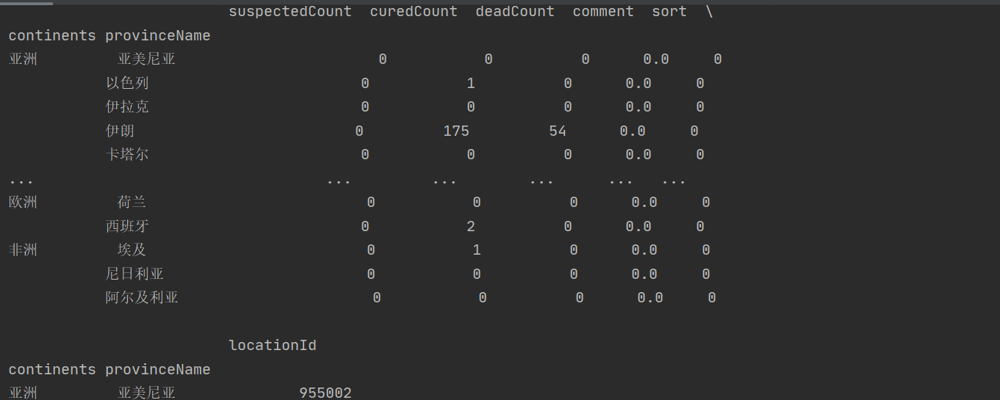 suspectedCount curedCount deadCount comment sort \
continents provinceName
亚洲 亚美尼亚 0 0 0 0.0 0
以色列 0 1 0 0.0 0
伊拉克 0 0 0 0.0 0
伊朗 0 175 54 0.0 0
卡塔尔 0 0 0 0.0 0
... ... ... ... ... ...
欧洲 荷兰 0 0 0 0.0 0
西班牙 0 2 0 0.0 0
非洲 埃及 0 1 0 0.0 0
尼日利亚 0 0 0 0.0 0
阿尔及利亚 0 0 0 0.0 0
locationId
continents provinceName
亚洲 亚美尼亚 955002